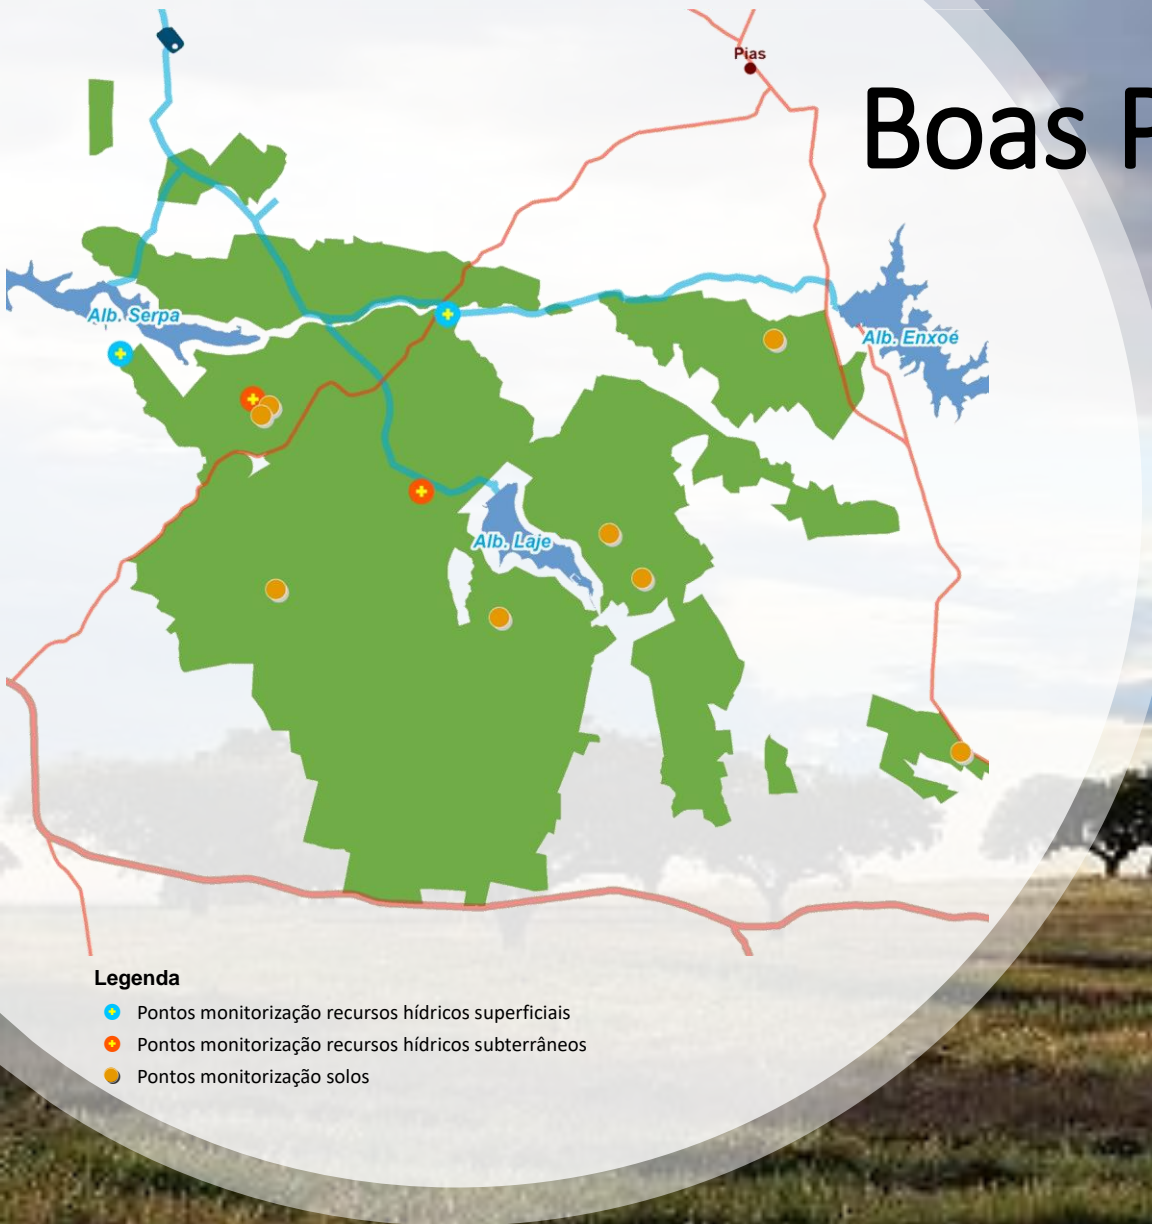 Pias
Boas P
Alb. Serpa
Alb. Enxoé
Alb. Laje
Legenda
Pontos monitorização recursos hídricos superficiais
Pontos monitorização recursos hídricos subterrâneos
Pontos monitorização solos